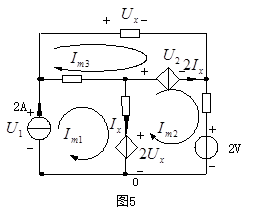 + Uₓ -
Iₘ₃
+ U₂ -
2Iₓ
2A +
U₁
-
Iₘ₁
Iₓ
+
2Uₓ
-
Iₘ₂
+
2V
-
0
图5